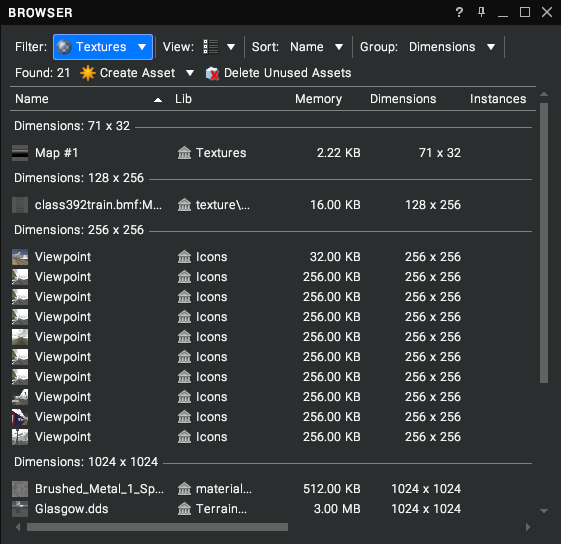 BROWSER ?
Filter: Textures View: Sort: Name Group: Dimensions
Found: 21 Create Asset Delete Unused Assets
Name Lib Memory Dimensions Instances
Dimensions: 71 x 32
Map #1 Textures 2.22 KB 71 x 32
Dimensions: 128 x 256
class392train.bmf:M... texture\... 16.00 KB 128 x 256
Dimensions: 256 x 256
Viewpoint Icons 32.00 KB 256 x 256
Viewpoint Icons 256.00 KB 256 x 256
Viewpoint Icons 256.00 KB 256 x 256
Viewpoint Icons 256.00 KB 256 x 256
Viewpoint Icons 256.00 KB 256 x 256
Viewpoint Icons 256.00 KB 256 x 256
Viewpoint Icons 256.00 KB 256 x 256
Viewpoint Icons 256.00 KB 256 x 256
Viewpoint Icons 256.00 KB 256 x 256
Viewpoint Icons 256.00 KB 256 x 256
Dimensions: 1024 x 1024
Brushed_Metal_1_Sp... material... 512.00 KB 1024 x 1024
Glasgow.dds Terrain... 3.00 MB 1024 x 1024